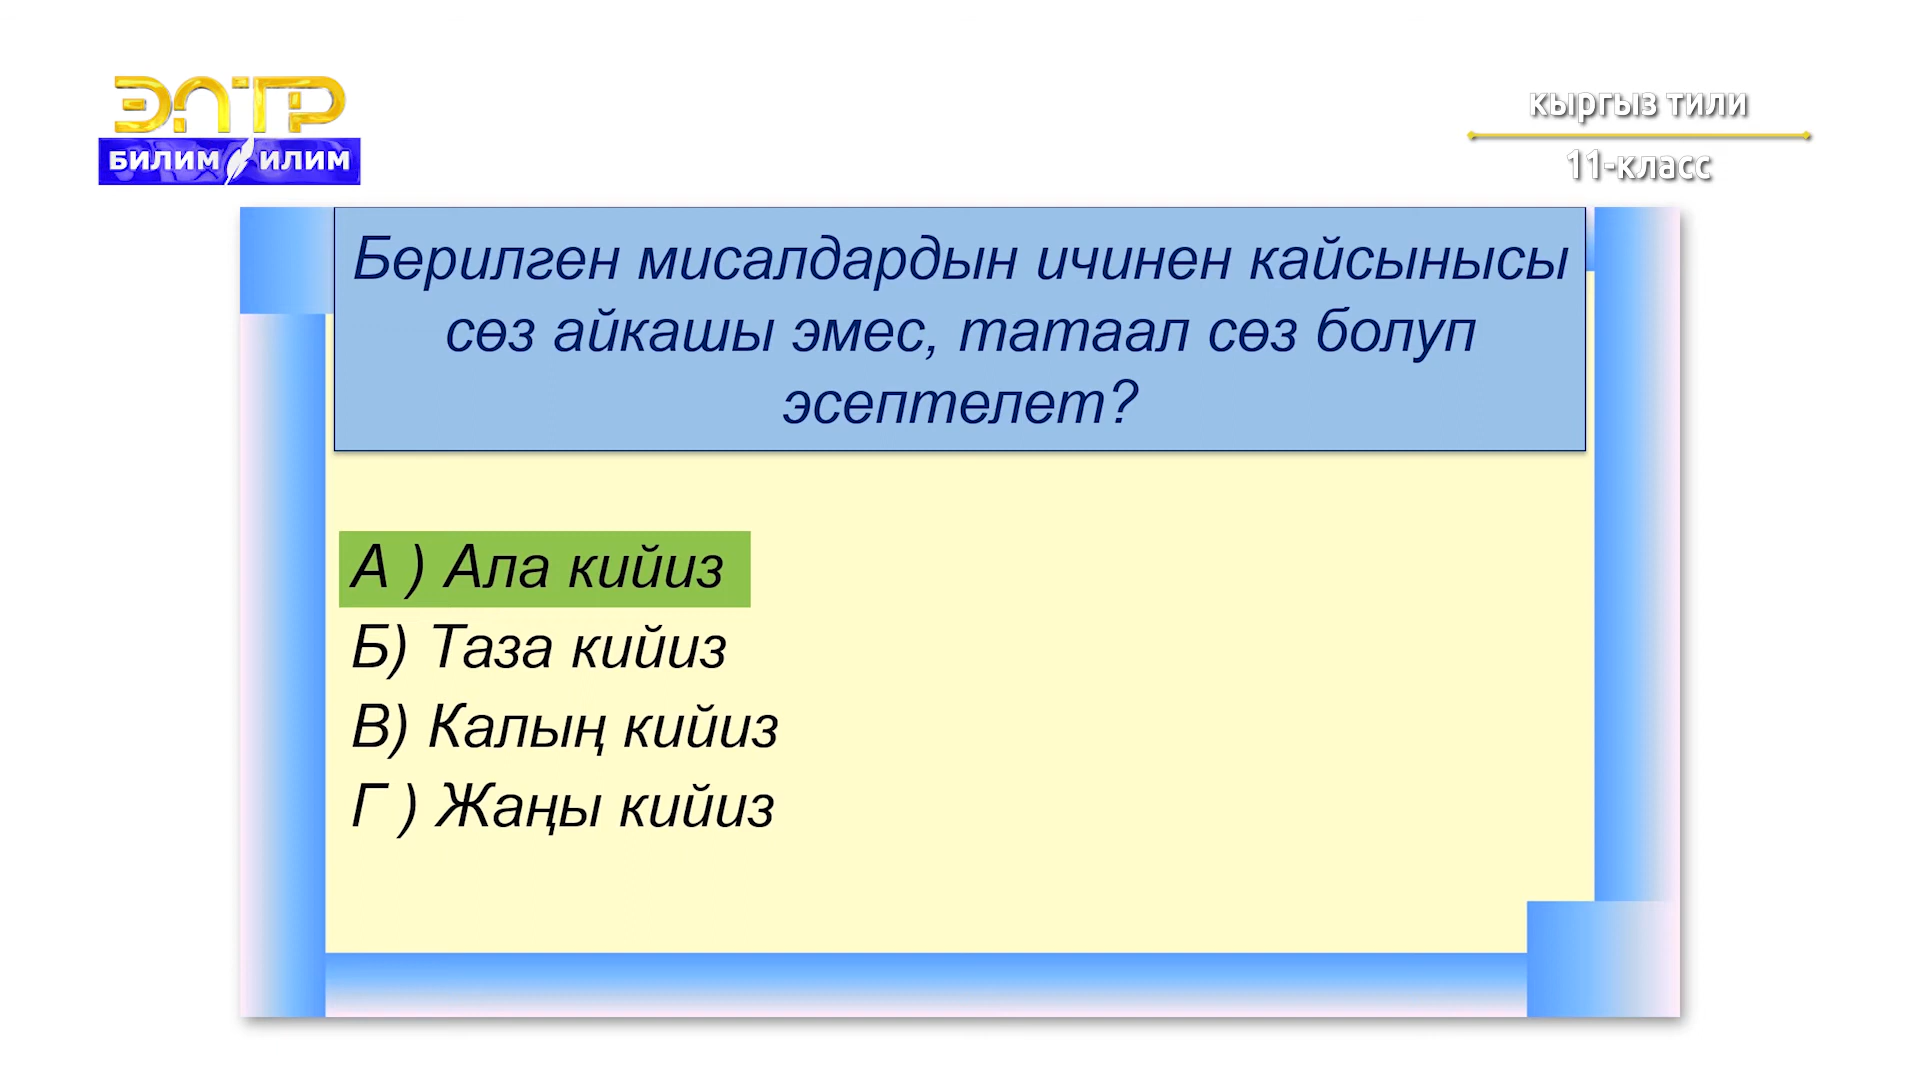 ЭЛТР
БИЛИМ ИЛИМ
кыргыз тили
11-класс
Берилген мисалдардын ичинен кайсынысы
сөз айкашы эмес, татаал сөз болуп
эсептелет?
А ) Ала кийиз
Б) Таза кийиз
В) Калың кийиз
Г ) Жаңы кийиз